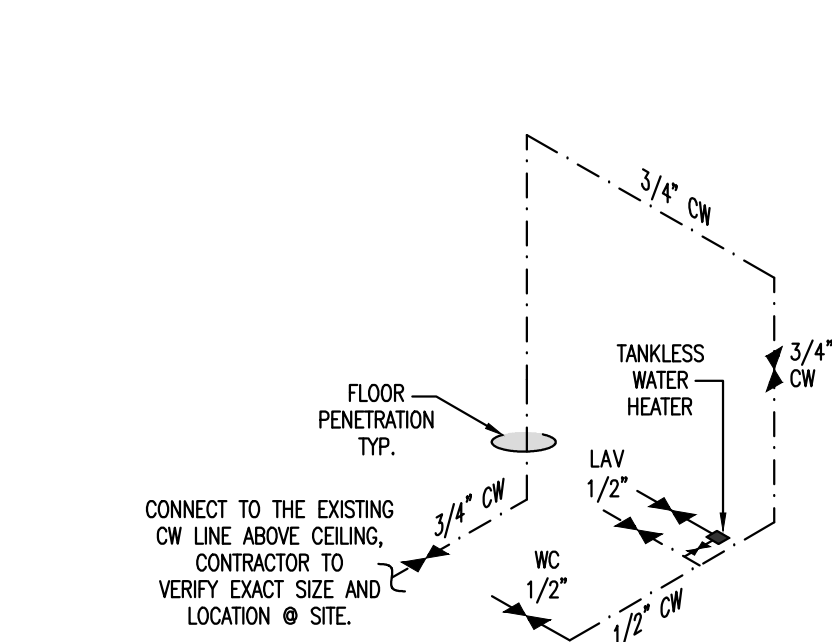 3/4" CW
3/4"
CW
TANKLESS
WATER
HEATER
FLOOR
PENETRATION
TYP.
LAV
1/2"
3/4" CW
CONNECT TO THE EXISTING
CW LINE ABOVE CEILING,
CONTRACTOR TO
VERIFY EXACT SIZE AND
LOCATION @ SITE.
WC
1/2"
1/2" CW